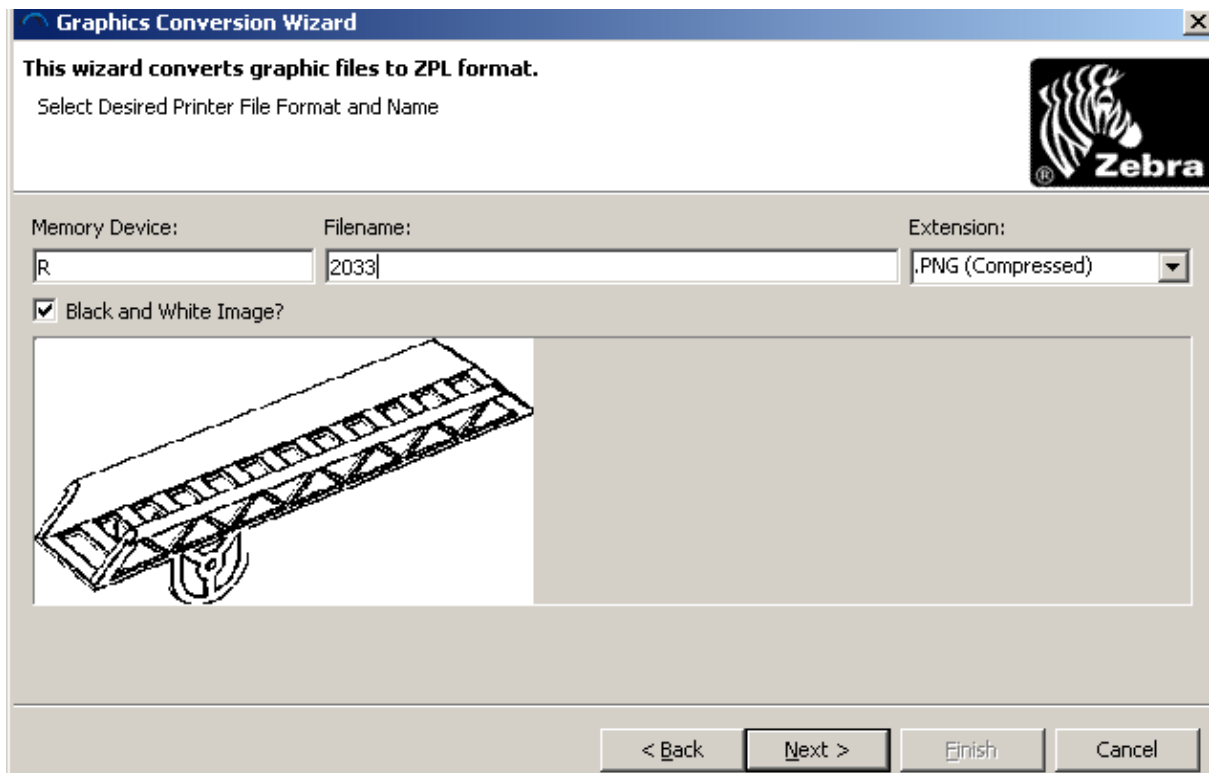 Graphics Conversion Wizard
This wizard converts graphic files to ZPL format.
Select Desired Printer File Format and Name
® Zebra
Memory Device: Filename: Extension:
R 2033 .PNG (Compressed)
Black and White Image?
< Back Next > Finish Cancel